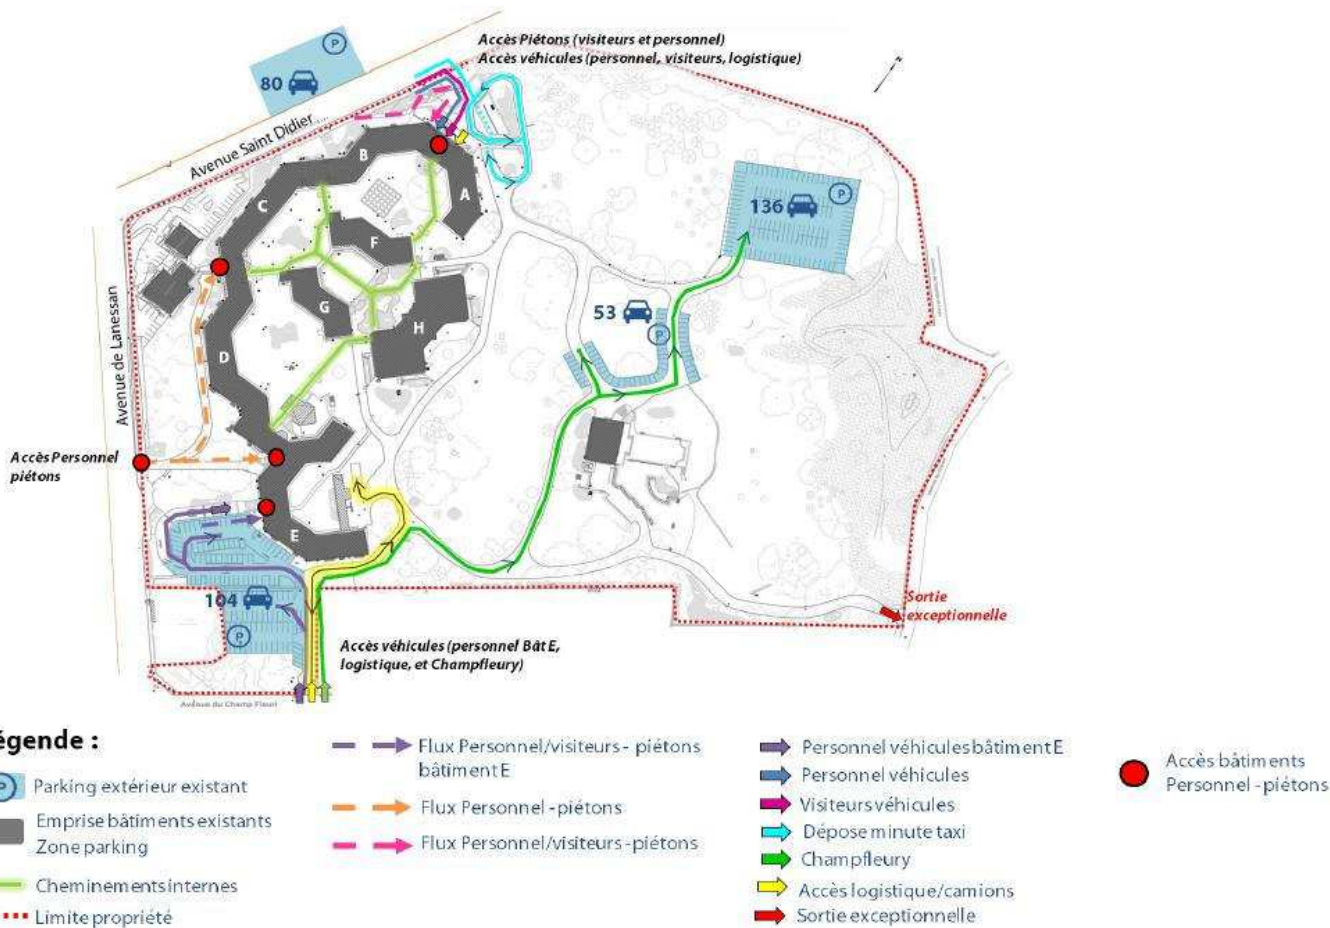 Accès Piétons (visiteurs et personnel)
Accès véhicules (personnel, visiteurs, logistique)
P
80
Avenue Saint Didier....
B
A
C
F
G
H
D
E
136
P
53
P
Avenue de Lanessan
Accès Personnel
piétons
104
P
Sortie
exceptionnelle
Accès véhicules (personnel Bât E,
logistique, et Champfleury)
Avenue du Champ Fleuri
égende :
P Parking extérieur existant
Emprise bâtiments existants
Zone parking
Cheminements internes
Limite propriété
Flux Personnel/visiteurs - piétons
bâtiment E
Flux Personnel - piétons
Flux Personnel/visiteurs - piétons
Personnel véhicules bâtiment E
Personnel véhicules
Visiteurs véhicules
Dépose minute taxi
Champfleury
Accès logistique/camions
Sortie exceptionnelle
Accès bâtiments
Personnel - piétons